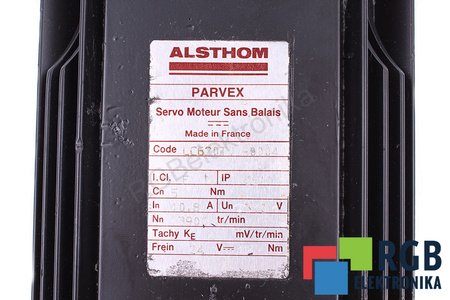 ALSTHOM
PARVEX
Servo Moteur Sans Balais
Made in France
Code
I.Cl. IP
Cn Nm
In A Un V
Nn tr/min
Tachy KE mV/tr/min
Frein V Nm
RGB
ELEKTRONIKA